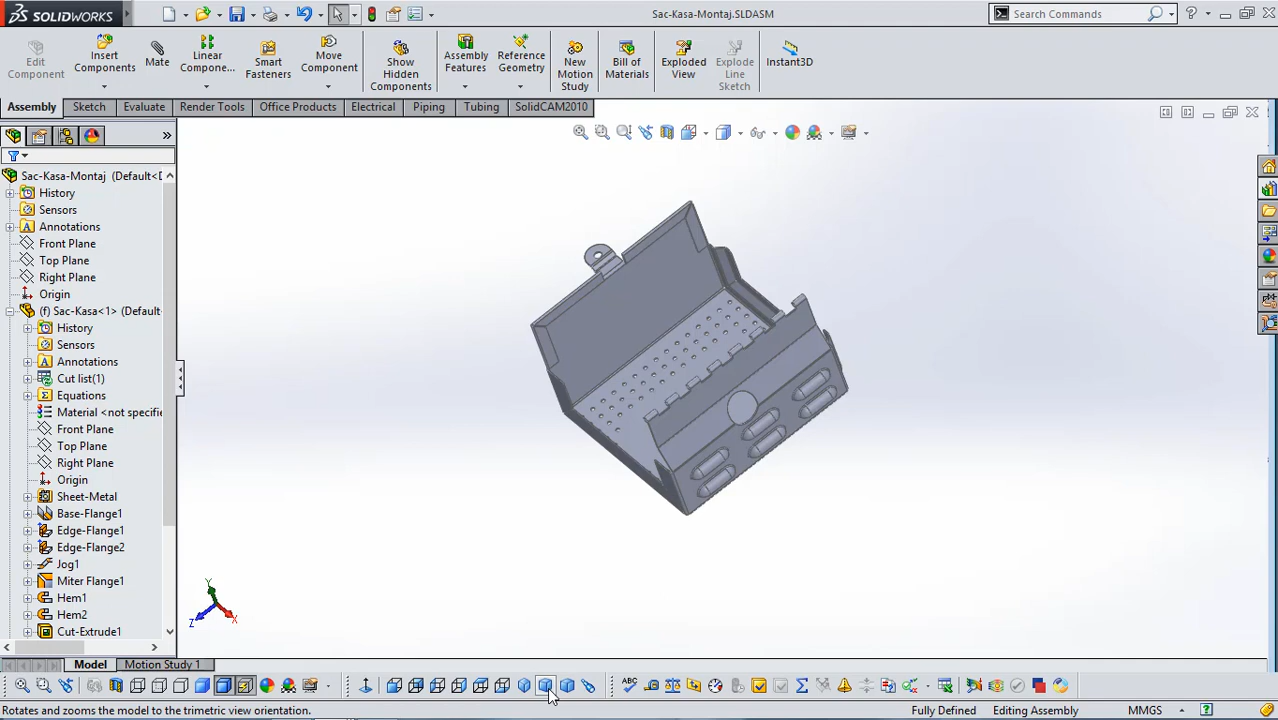 SOLIDWORKS
Sac-Kasa-Montaj.SLDASM
Search Commands
Edit Component
Insert Components
Mate
Linear Compone...
Smart Fasteners
Move Component
Show Hidden Components
Assembly Features
Reference Geometry
New Motion Study
Bill of Materials
Exploded View
Explode Line Sketch
Instant3D
Assembly
Sketch
Evaluate
Render Tools
Office Products
Electrical
Piping
Tubing
SolidCAM2010
Sac-Kasa-Montaj (Default<D
History
Sensors
Annotations
Front Plane
Top Plane
Right Plane
Origin
(f) Sac-Kasa<1> (Default
History
Sensors
Annotations
Cut list(1)
Equations
Material <not specifie
Front Plane
Top Plane
Right Plane
Origin
Sheet-Metal
Base-Flange1
Edge-Flange1
Edge-Flange2
Jog1
Miter Flange1
Hem1
Hem2
Cut-Extrude1
Y
Z
X
Model
Motion Study 1
ABC
Rotates and zooms the model to the trimetric view orientation.
Fully Defined
Editing Assembly
MMGS